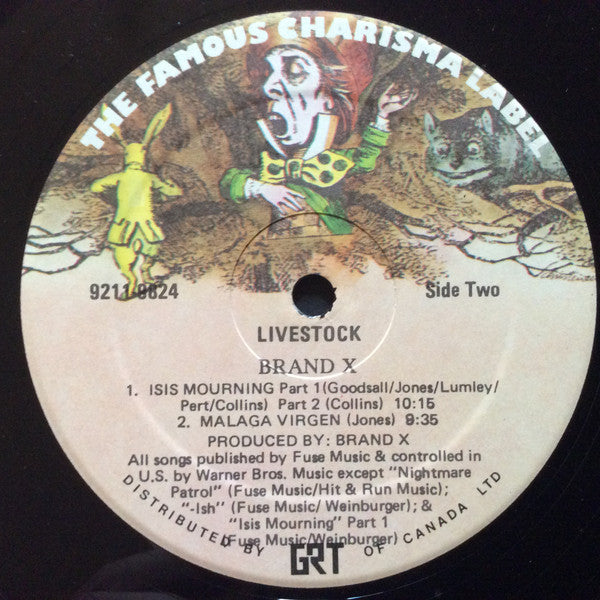 THE FAMOUS CHARISMA LABEL
9211-9824
Side Two
LIVESTOCK
BRAND X
1. ISIS MOURNING Part 1 (Goodsall/Jones/Lumley/
Pert/Collins) Part 2 (Collins) 10:15
2. MALAGA VIRGEN (Jones) 9:35
PRODUCED BY: BRAND X
All songs published by Fuse Music & controlled in
U.S. by Warner Bros. Music except "Nightmare
Patrol" (Fuse Music/Hit & Run Music);
"-Ish" (Fuse Music/ Weinburger); &
"Isis Mourning" Part 1
(Fuse Music/Weinburger)
DISTRIBUTED BY GRT OF CANADA LTD